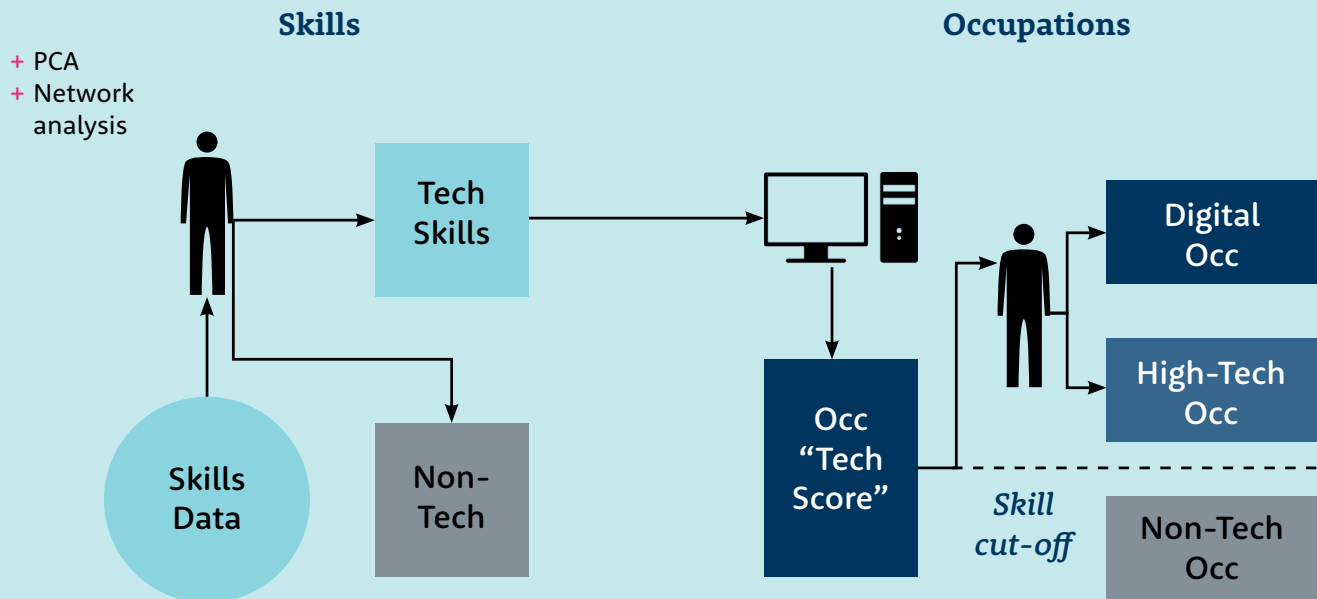 Skills
Occupations
+ PCA
+ Network
analysis
Tech
Skills
Non-
Tech
Skills
Data
Occ
“Tech
Score”
Digital
Occ
High-Tech
Occ
Skill
cut-off
Non-Tech
Occ